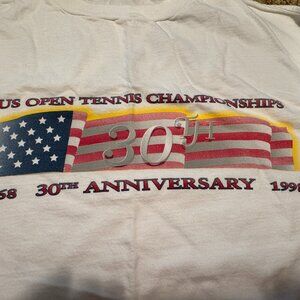 US OPEN TENNIS CHAMPIONSHIPS
30TH
30TH ANNIVERSARY